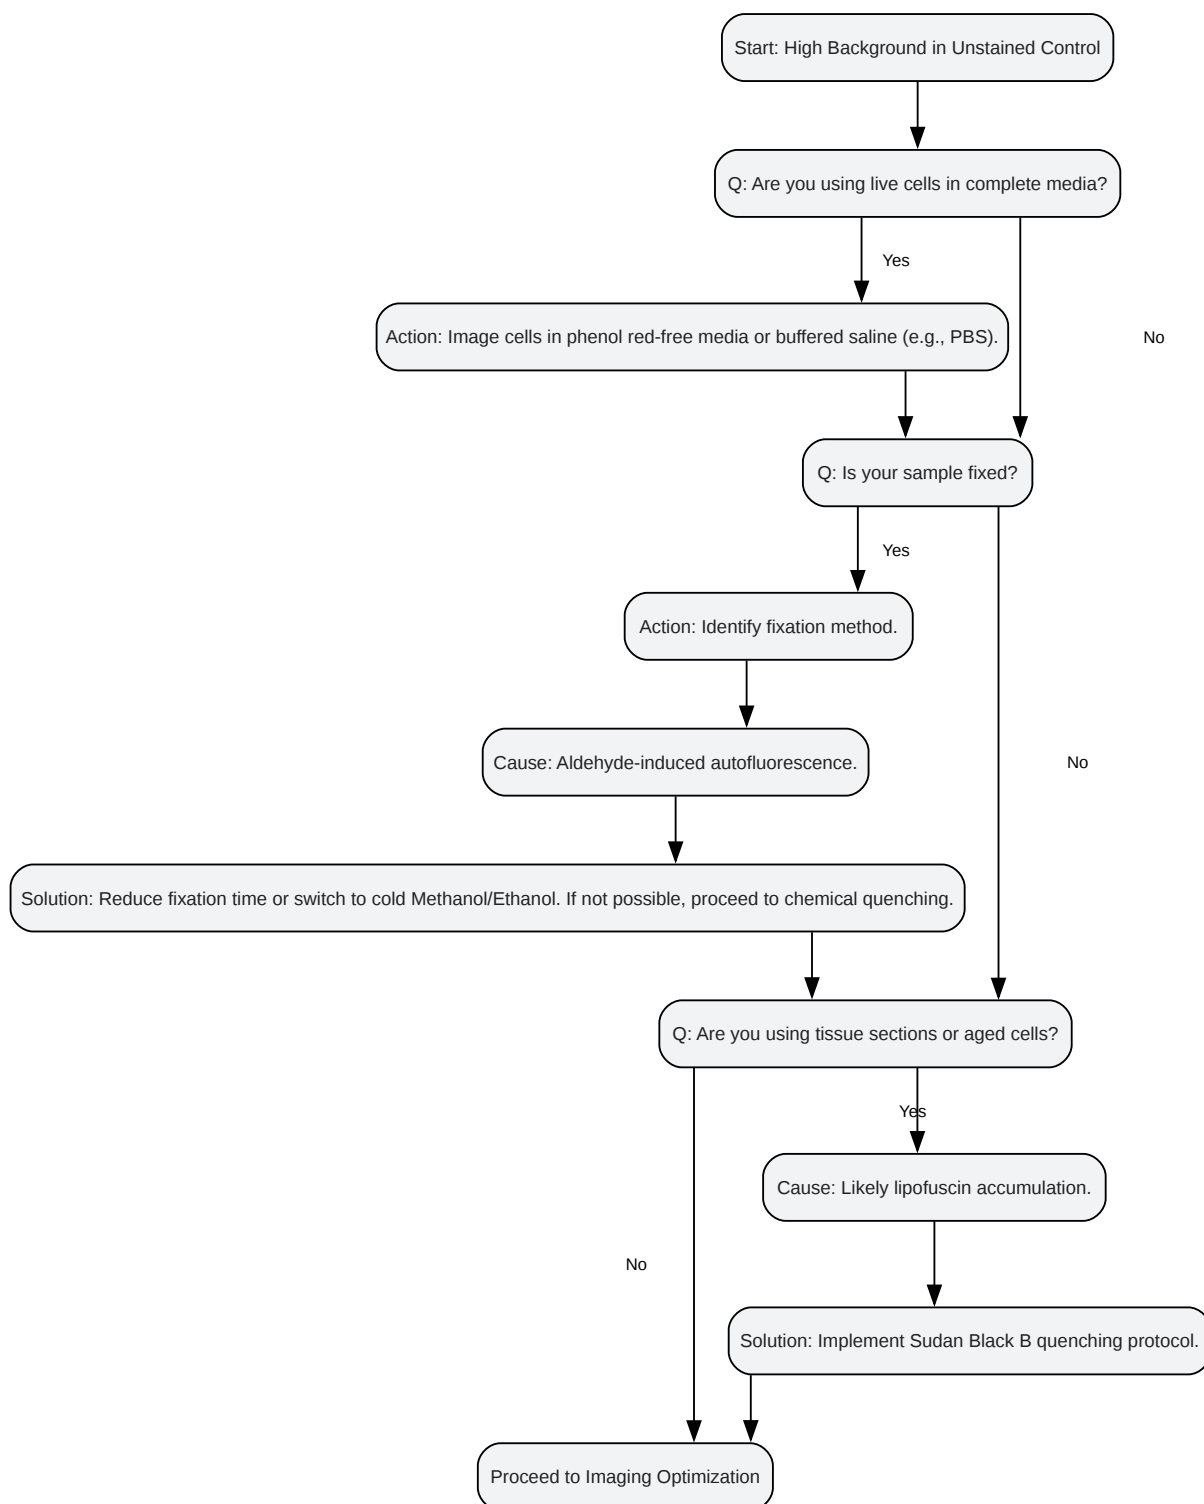 Start: High Background in Unstained Control
Q: Are you using live cells in complete media?
Yes
Action: Image cells in phenol red-free media or buffered saline (e.g., PBS).
No
Q: Is your sample fixed?
Yes
Action: Identify fixation method.
Cause: Aldehyde-induced autofluorescence.
No
Solution: Reduce fixation time or switch to cold Methanol/Ethanol. If not possible, proceed to chemical quenching.
Q: Are you using tissue sections or aged cells?
Yes
Cause: Likely lipofuscin accumulation.
No
Solution: Implement Sudan Black B quenching protocol.
Proceed to Imaging Optimization